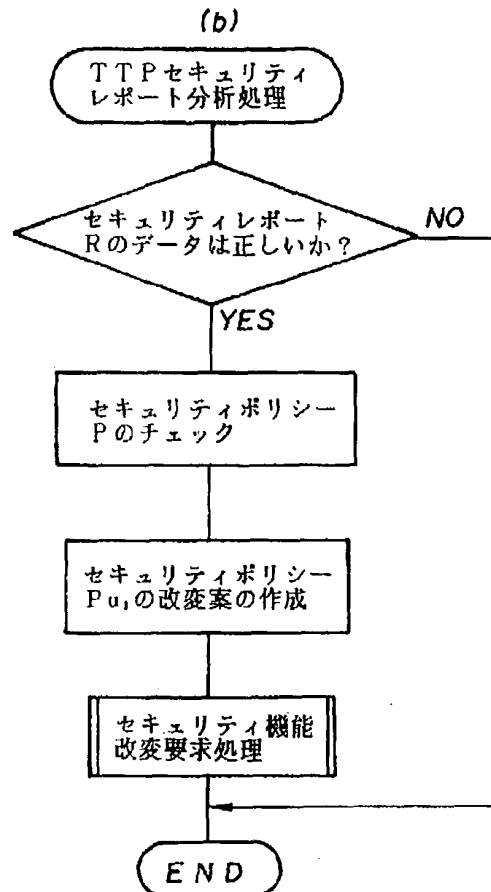 (b)
TTPセキュリティ
レポート分析処理
セキュリティレポート
Rのデータは正しいか？
NO
YES
セキュリティポリシー
Pのチェック
セキュリティポリシー
Pu₁の改変案の作成
セキュリティ機能
改変要求処理
END